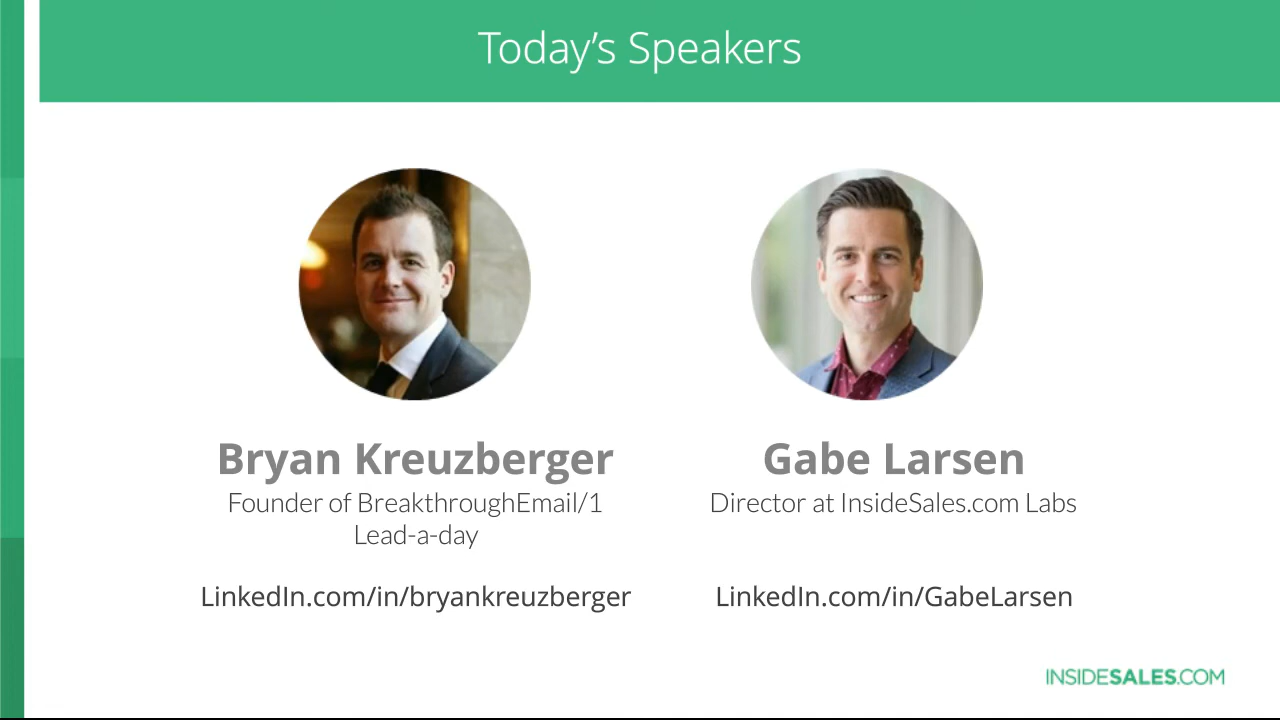 Today’s Speakers
Bryan Kreuzberger
Founder of BreakthroughEmail/1
Lead-a-day
LinkedIn.com/in/bryankreuzberger
Gabe Larsen
Director at InsideSales.com Labs
LinkedIn.com/in/GabeLarsen
INSIDESALES.COM